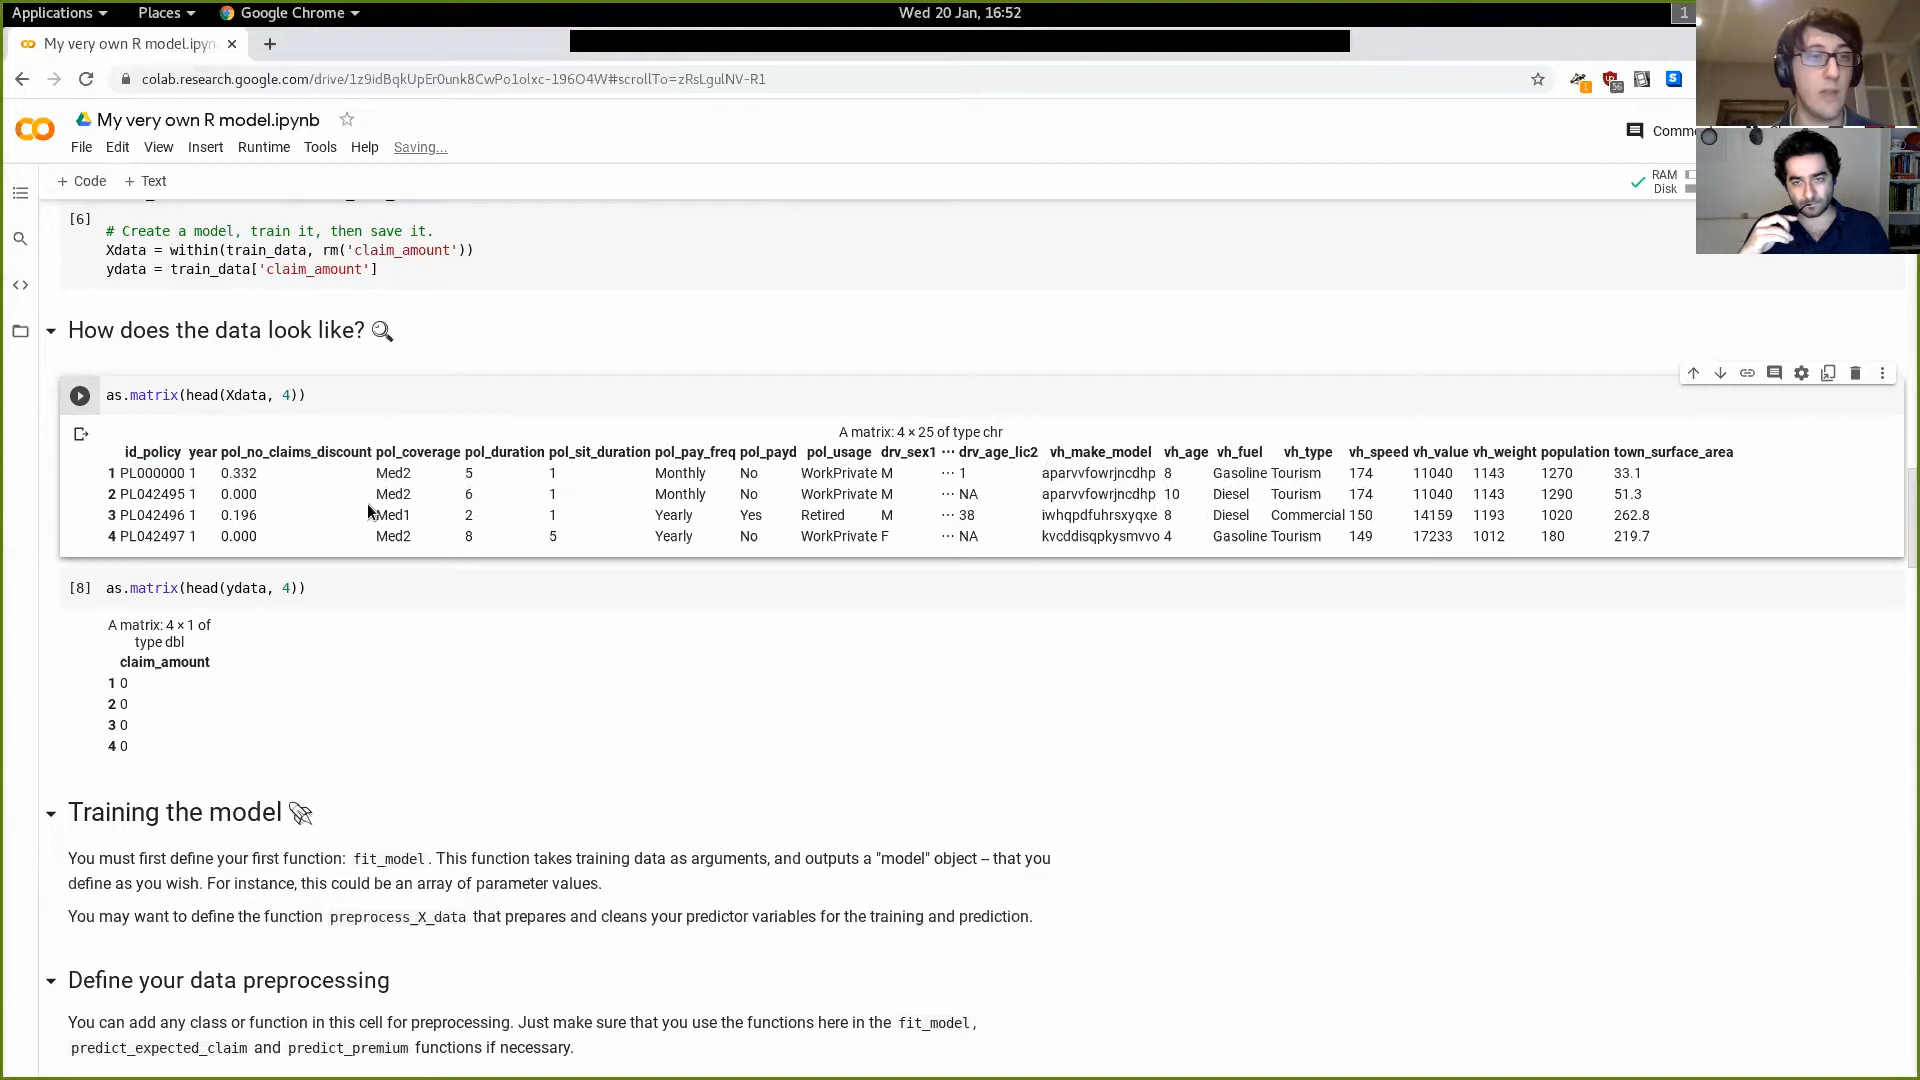 Applications Places Google Chrome Wed 20 Jan, 16:52 1
My very own R model.ipyn
colab.research.google.com/drive/1z9idBqkUpEr0unk8CwPo1olxc-196O4W#scrollTo=zRsLgulNV-R1 1 56
My very own R model.ipynb
File Edit View Insert Runtime Tools Help Saving...
+ Code + Text
RAM
Disk
[6]
# Create a model, train it, then save it.
Xdata = within(train_data, rm('claim_amount'))
ydata = train_data['claim_amount']
How does the data look like?
as.matrix(head(Xdata, 4))
A matrix: 4 × 25 of type chr
id_policy year pol_no_claims_discount pol_coverage pol_duration pol_sit_duration pol_pay_freq pol_payd pol_usage drv_sex1 ⋯ drv_age_lic2 vh_make_model vh_age vh_fuel vh_type vh_speed vh_value vh_weight population town_surface_area
1 PL000000 1 0.332 Med2 5 1 Monthly No WorkPrivate M ⋯ 1 aparvvfowrjncdhp 8 Gasoline Tourism 174 11040 1143 1270 33.1
2 PL042495 1 0.000 Med2 6 1 Monthly No WorkPrivate M ⋯ NA aparvvfowrjncdhp 10 Diesel Tourism 174 11040 1143 1290 51.3
3 PL042496 1 0.196 Med1 2 1 Yearly Yes Retired M ⋯ 38 iwhqpdfuhrsxyqxe 8 Diesel Commercial 150 14159 1193 1020 262.8
4 PL042497 1 0.000 Med2 8 5 Yearly No WorkPrivate F ⋯ NA kvcddisqpkysmvvo 4 Gasoline Tourism 149 17233 1012 180 219.7
[8] as.matrix(head(ydata, 4))
A matrix: 4 × 1 of
type dbl
claim_amount
1 0
2 0
3 0
4 0
Training the model
You must first define your first function: fit_model. This function takes training data as arguments, and outputs a "model" object -- that you
define as you wish. For instance, this could be an array of parameter values.
You may want to define the function preprocess_X_data that prepares and cleans your predictor variables for the training and prediction.
Define your data preprocessing
You can add any class or function in this cell for preprocessing. Just make sure that you use the functions here in the fit_model,
predict_expected_claim and predict_premium functions if necessary.